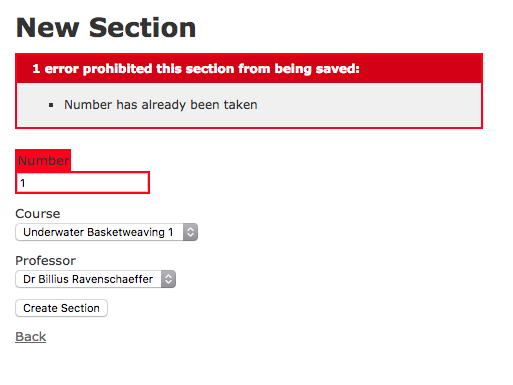 New Section
1 error prohibited this section from being saved:
Number has already been taken
Number
1
Course
Underwater Basketweaving 1
Professor
Dr Billius Ravenschaeffer
Create Section
Back